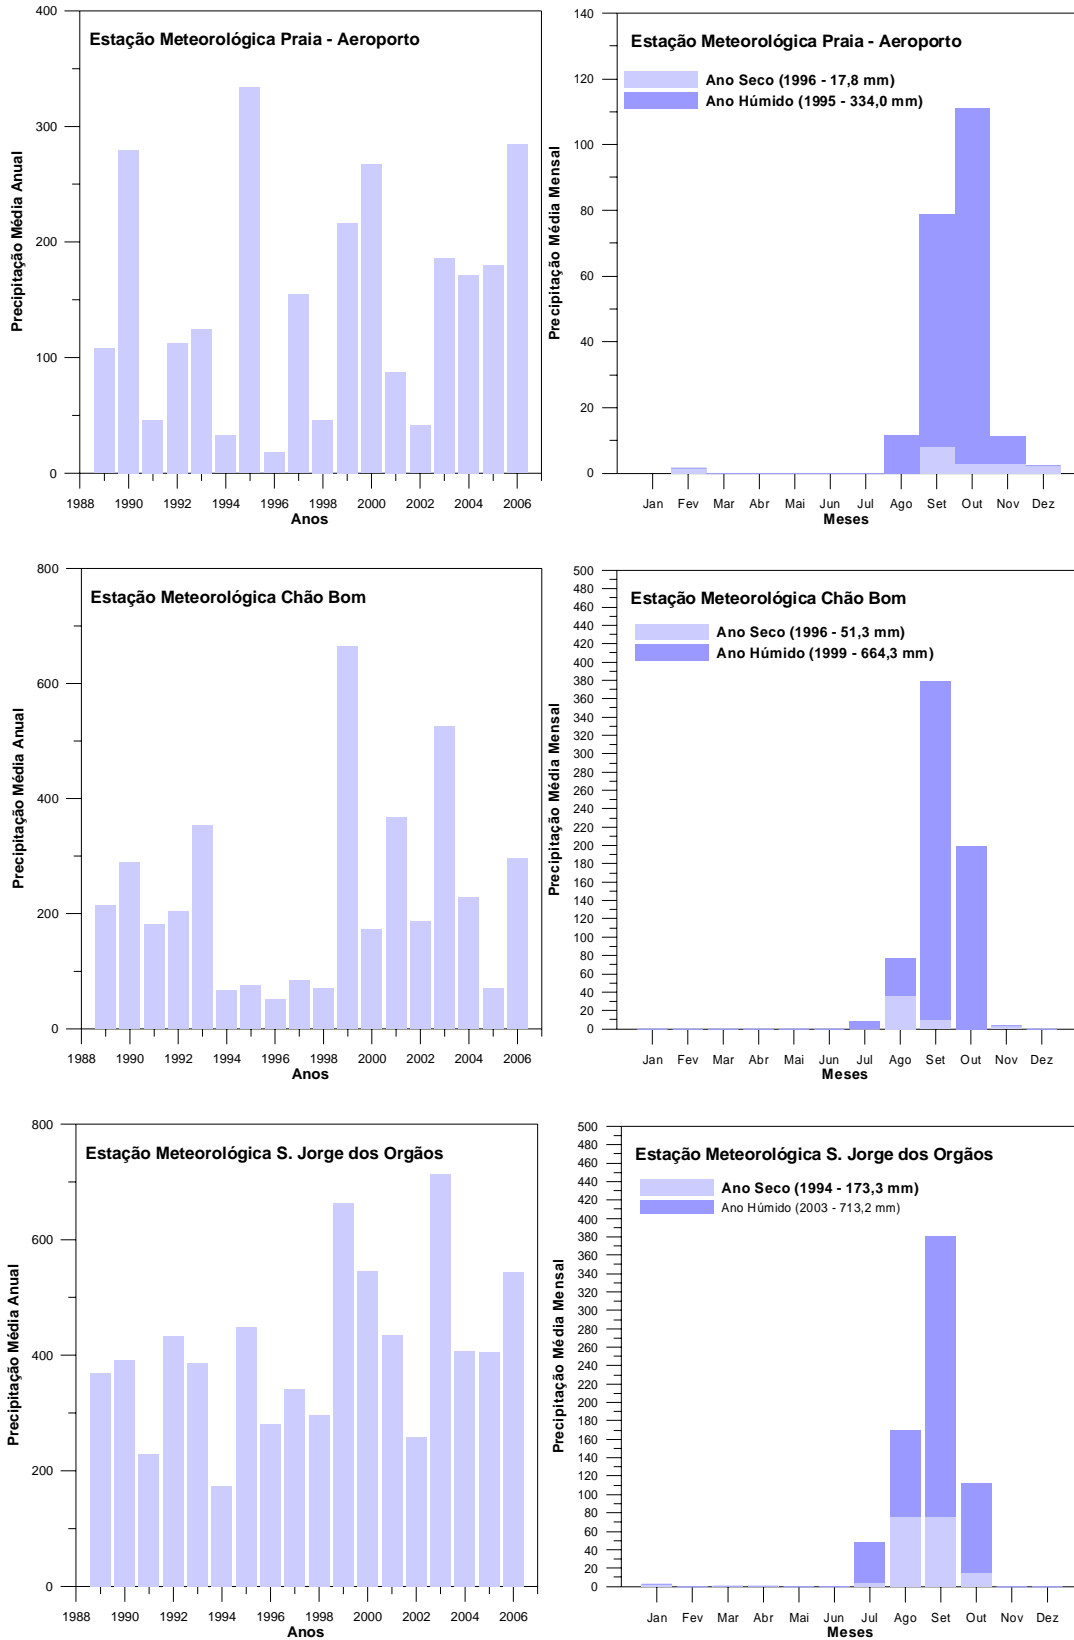 Estação Meteorológica Praia - Aeroporto
Precipitação Média Anual
400
300
200
100
0
1988 1990 1992 1994 1996 1998 2000 2002 2004 2006
Anos
Estação Meteorológica Praia - Aeroporto
Ano Seco (1996 - 17,8 mm)
Ano Húmido (1995 - 334,0 mm)
Precipitação Média Mensal
140
120
100
80
60
40
20
0
Jan Fev Mar Abr Mai Jun Jul Ago Set Out Nov Dez
Meses
Estação Meteorológica Chão Bom
Precipitação Média Anual
800
600
400
200
0
1988 1990 1992 1994 1996 1998 2000 2002 2004 2006
Anos
Estação Meteorológica Chão Bom
Ano Seco (1996 - 51,3 mm)
Ano Húmido (1999 - 664,3 mm)
Precipitação Média Mensal
500
480
460
440
420
400
380
360
340
320
300
280
260
240
220
200
180
160
140
120
100
80
60
40
20
0
Jan Fev Mar Abr Mai Jun Jul Ago Set Out Nov Dez
Meses
Estação Meteorológica S. Jorge dos Orgãos
Precipitação Média Anual
800
600
400
200
0
1988 1990 1992 1994 1996 1998 2000 2002 2004 2006
Anos
Estação Meteorológica S. Jorge dos Orgãos
Ano Seco (1994 - 173,3 mm)
Ano Húmido (2003 - 713,2 mm)
Precipitação Média Mensal
500
480
460
440
420
400
380
360
340
320
300
280
260
240
220
200
180
160
140
120
100
80
60
40
20
0
Jan Fev Mar Abr Mai Jun Jul Ago Set Out Nov Dez
Meses